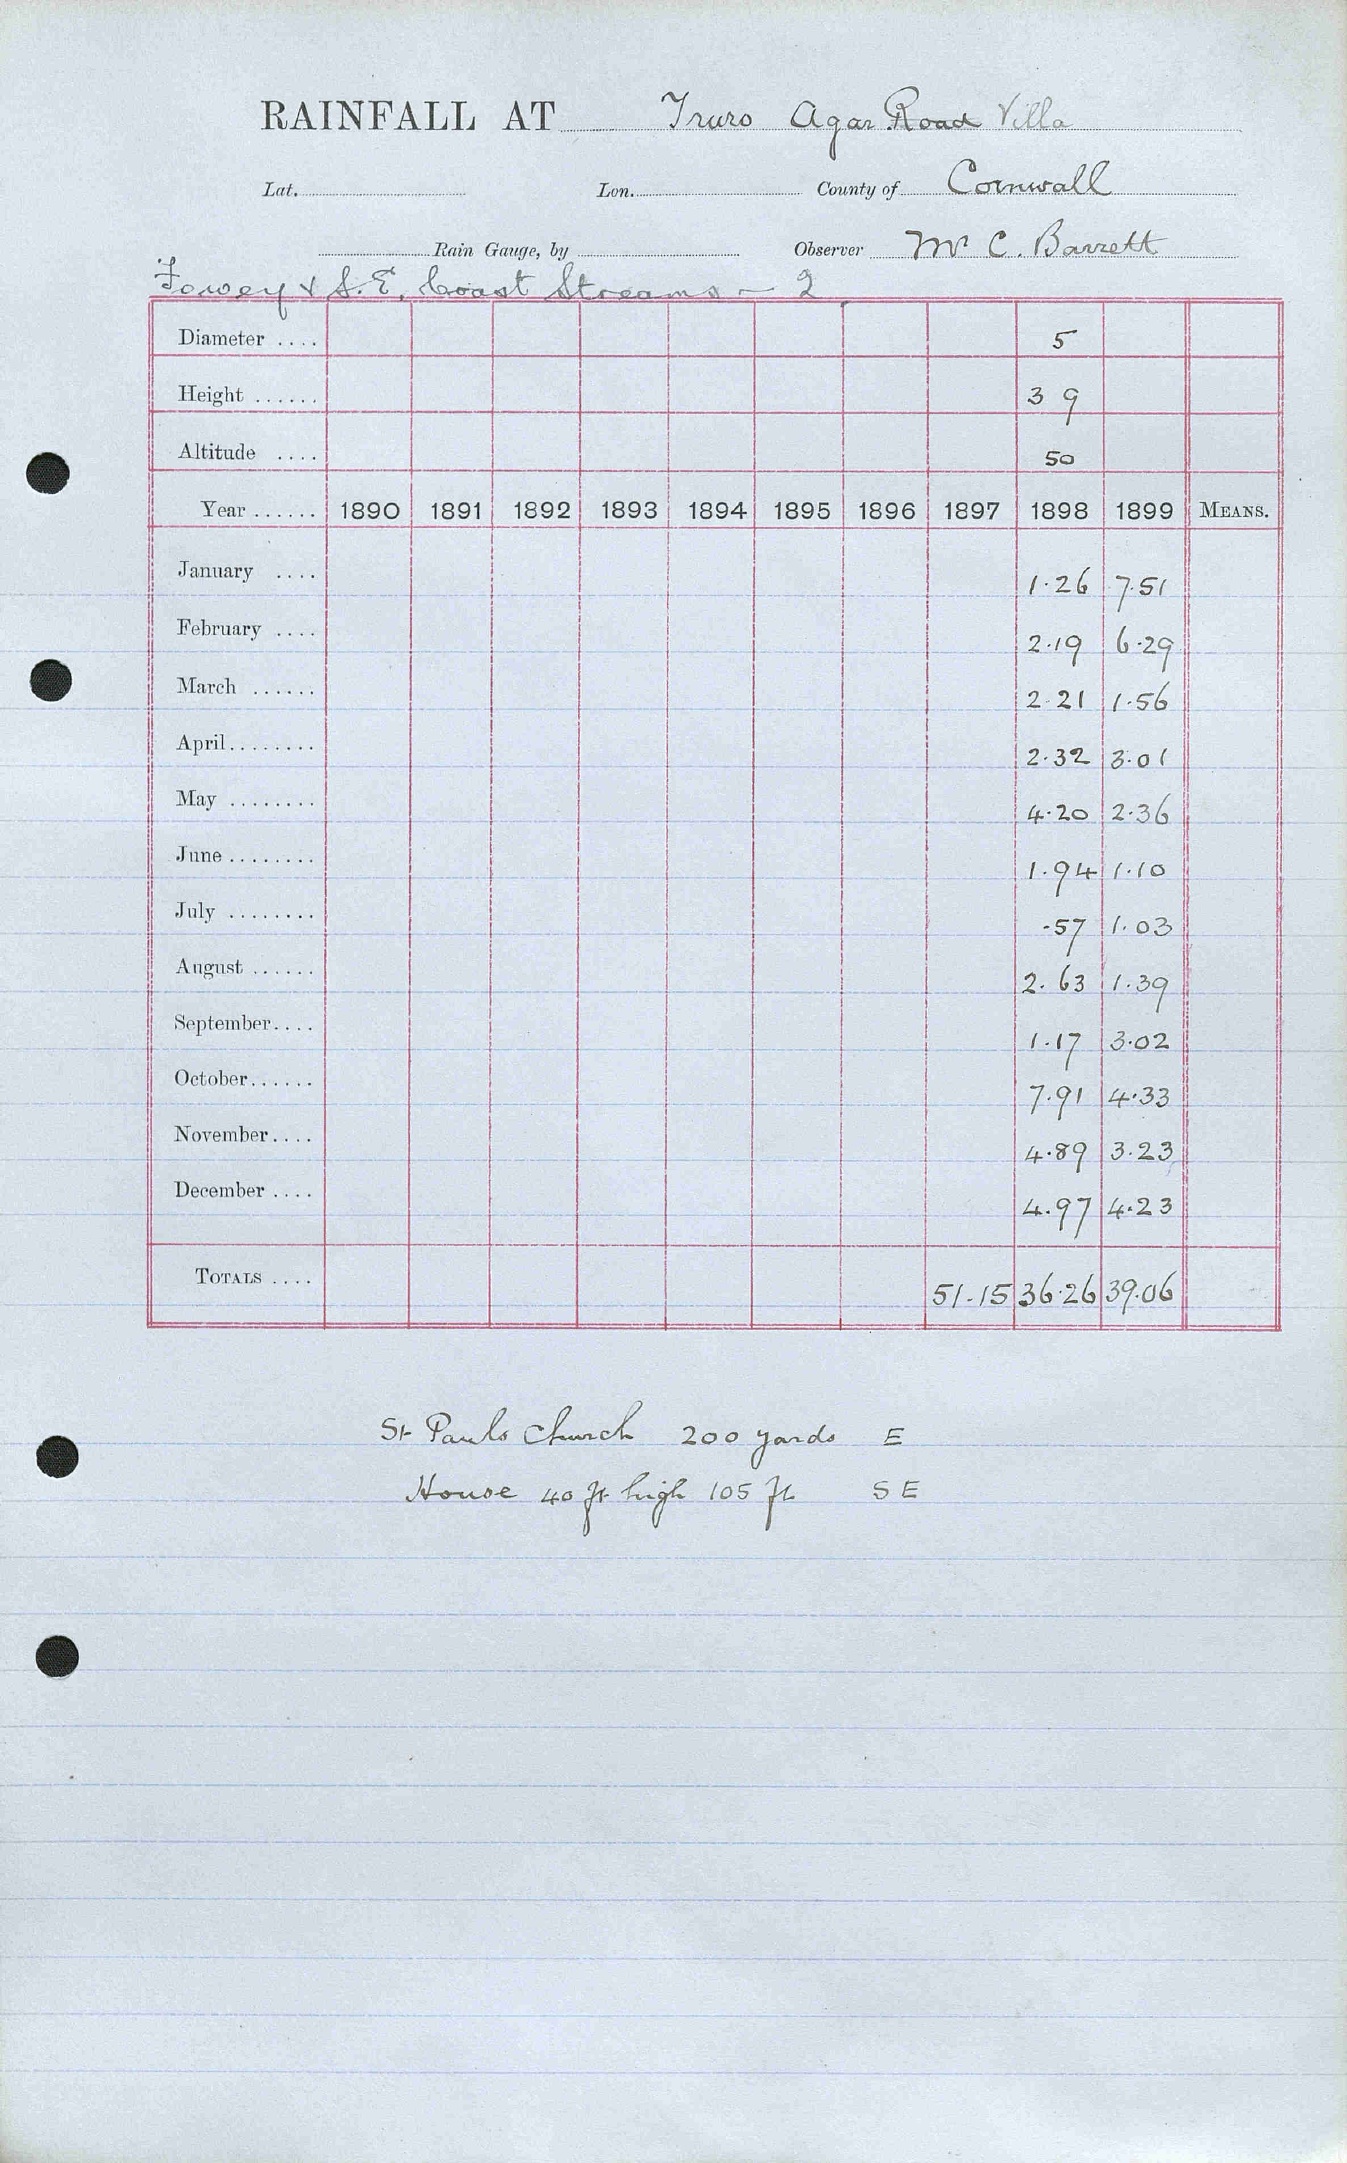 RAINFALL AT Truro Agar Road Villa
Lat. Lon. County of Cornwall
Rain Gauge, by Observer Mr C. Barrett
Fowey & S.E. Coast Streams - 2
Diameter .... 5
Height ...... 3 9
Altitude .... 50
Year ...... 1890 1891 1892 1893 1894 1895 1896 1897 1898 1899 MEANS.
January .... 1.26 7.51
February .... 2.19 6.29
March ...... 2.21 1.56
April ........ 2.32 3.01
May ........ 4.20 2.36
June ........ 1.94 1.10
July ........ .57 1.03
August ...... 2.63 1.39
September.... 1.17 3.02
October...... 7.91 4.33
November.... 4.89 3.23
December .... 4.97 4.23
TOTALS .... 51.15 36.26 39.06
St Pauls Church 200 yards E
House 40 ft high 105 ft S E